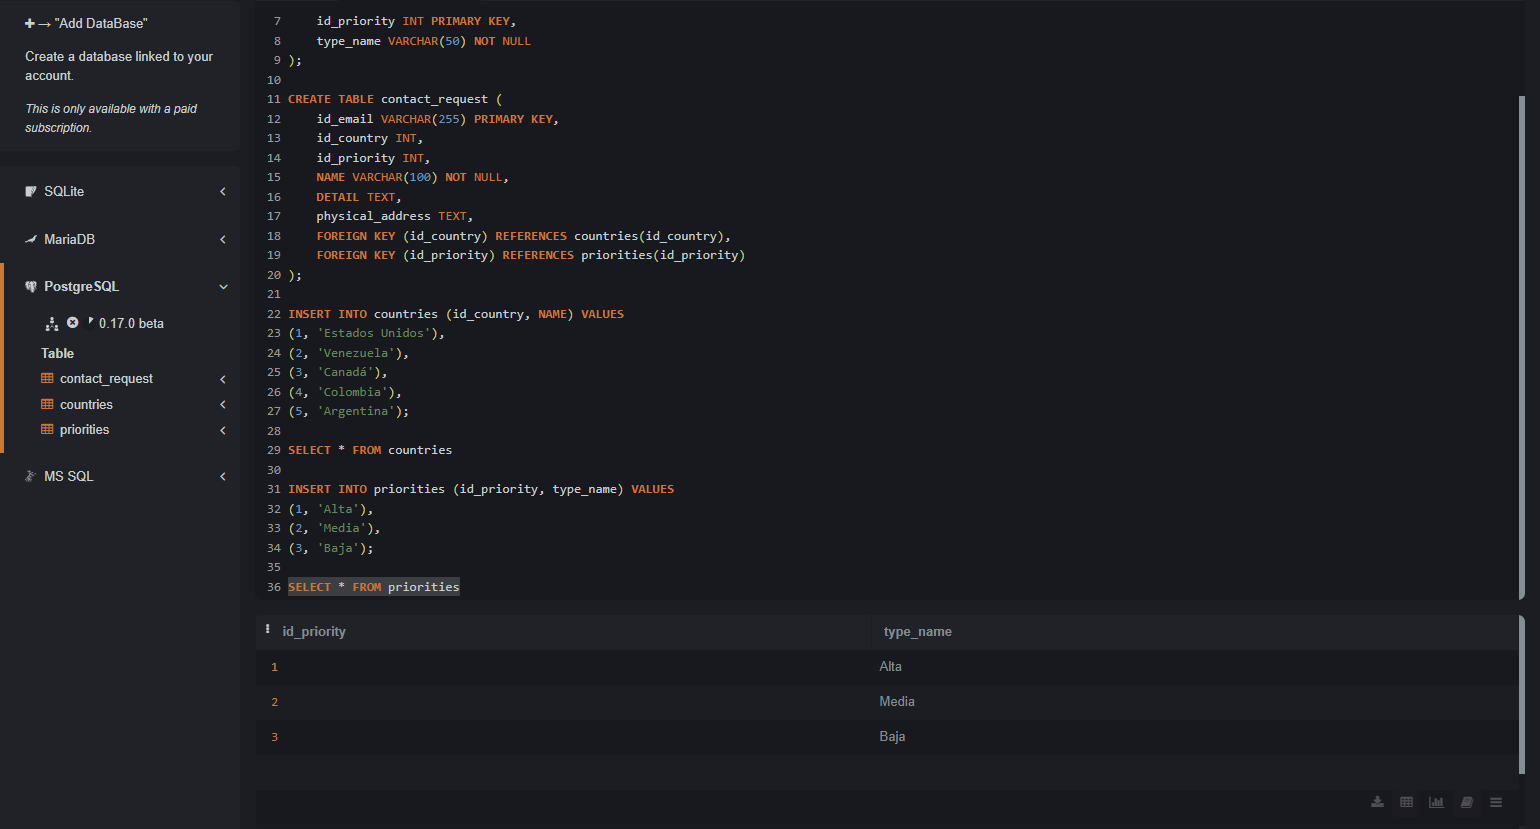 "Add DataBase"
Create a database linked to your
account.
This is only available with a paid
subscription.
SQLite
MariaDB
PostgreSQL
0.17.0 beta
Table
contact_request
countries
priorities
MS SQL
7 id_priority INT PRIMARY KEY,
8 type_name VARCHAR(50) NOT NULL
9 );
10
11 CREATE TABLE contact_request (
12 id_email VARCHAR(255) PRIMARY KEY,
13 id_country INT,
14 id_priority INT,
15 NAME VARCHAR(100) NOT NULL,
16 DETAIL TEXT,
17 physical_address TEXT,
18 FOREIGN KEY (id_country) REFERENCES countries(id_country),
19 FOREIGN KEY (id_priority) REFERENCES priorities(id_priority)
20 );
21
22 INSERT INTO countries (id_country, NAME) VALUES
23 (1, 'Estados Unidos'),
24 (2, 'Venezuela'),
25 (3, 'Canadá'),
26 (4, 'Colombia'),
27 (5, 'Argentina');
28
29 SELECT * FROM countries
30
31 INSERT INTO priorities (id_priority, type_name) VALUES
32 (1, 'Alta'),
33 (2, 'Media'),
34 (3, 'Baja');
35
36 SELECT * FROM priorities
id_priority type_name
1 Alta
2 Media
3 Baja